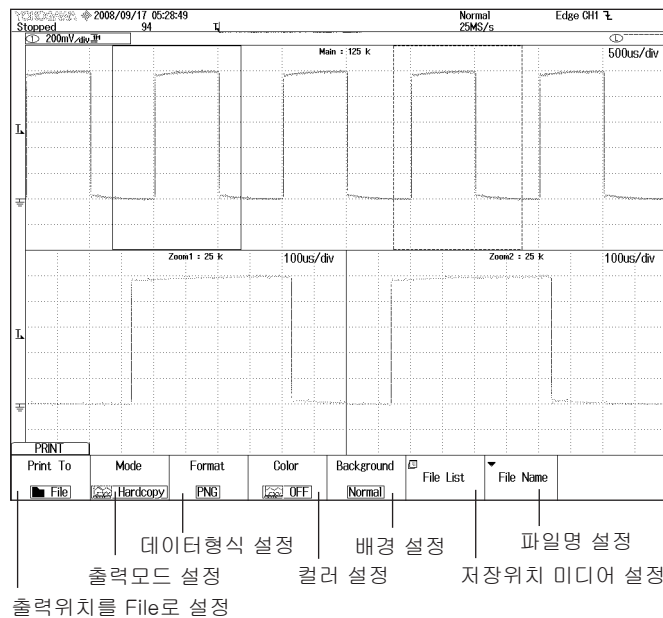 YOKOGAWA 2008/09/17 05:28:49 Normal Edge CH1
Stopped 94 25MS/s
① 200mV/div
Main : 125 k 500us/div
Zoom1 : 25 k 100us/div Zoom2 : 25 k 100us/div
PRINT
Print To Mode Format Color Background File List File Name
File Hardcopy PNG OFF Normal
데이터형식 설정 배경 설정 파일명 설정
출력모드 설정 컬러 설정 저장위치 미디어 설정
출력위치를 File로 설정